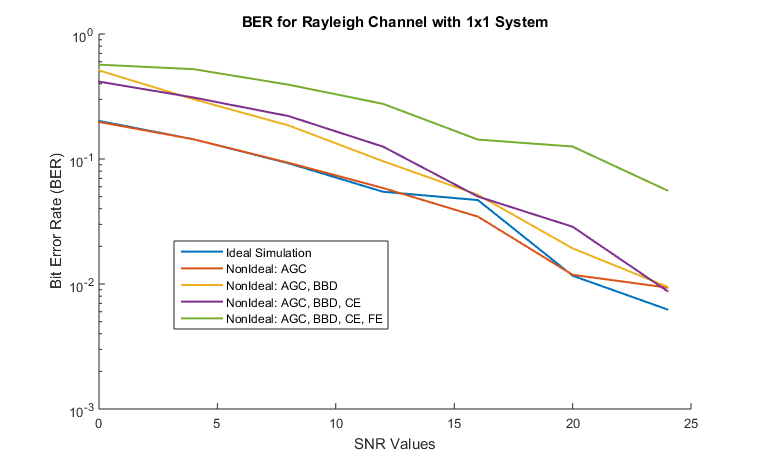 BER for Rayleigh Channel with 1x1 System
Bit Error Rate (BER)
10^0
10^-1
10^-2
10^-3
Ideal Simulation
NonIdeal: AGC
NonIdeal: AGC, BBD
NonIdeal: AGC, BBD, CE
NonIdeal: AGC, BBD, CE, FE
0 5 10 15 20 25
SNR Values